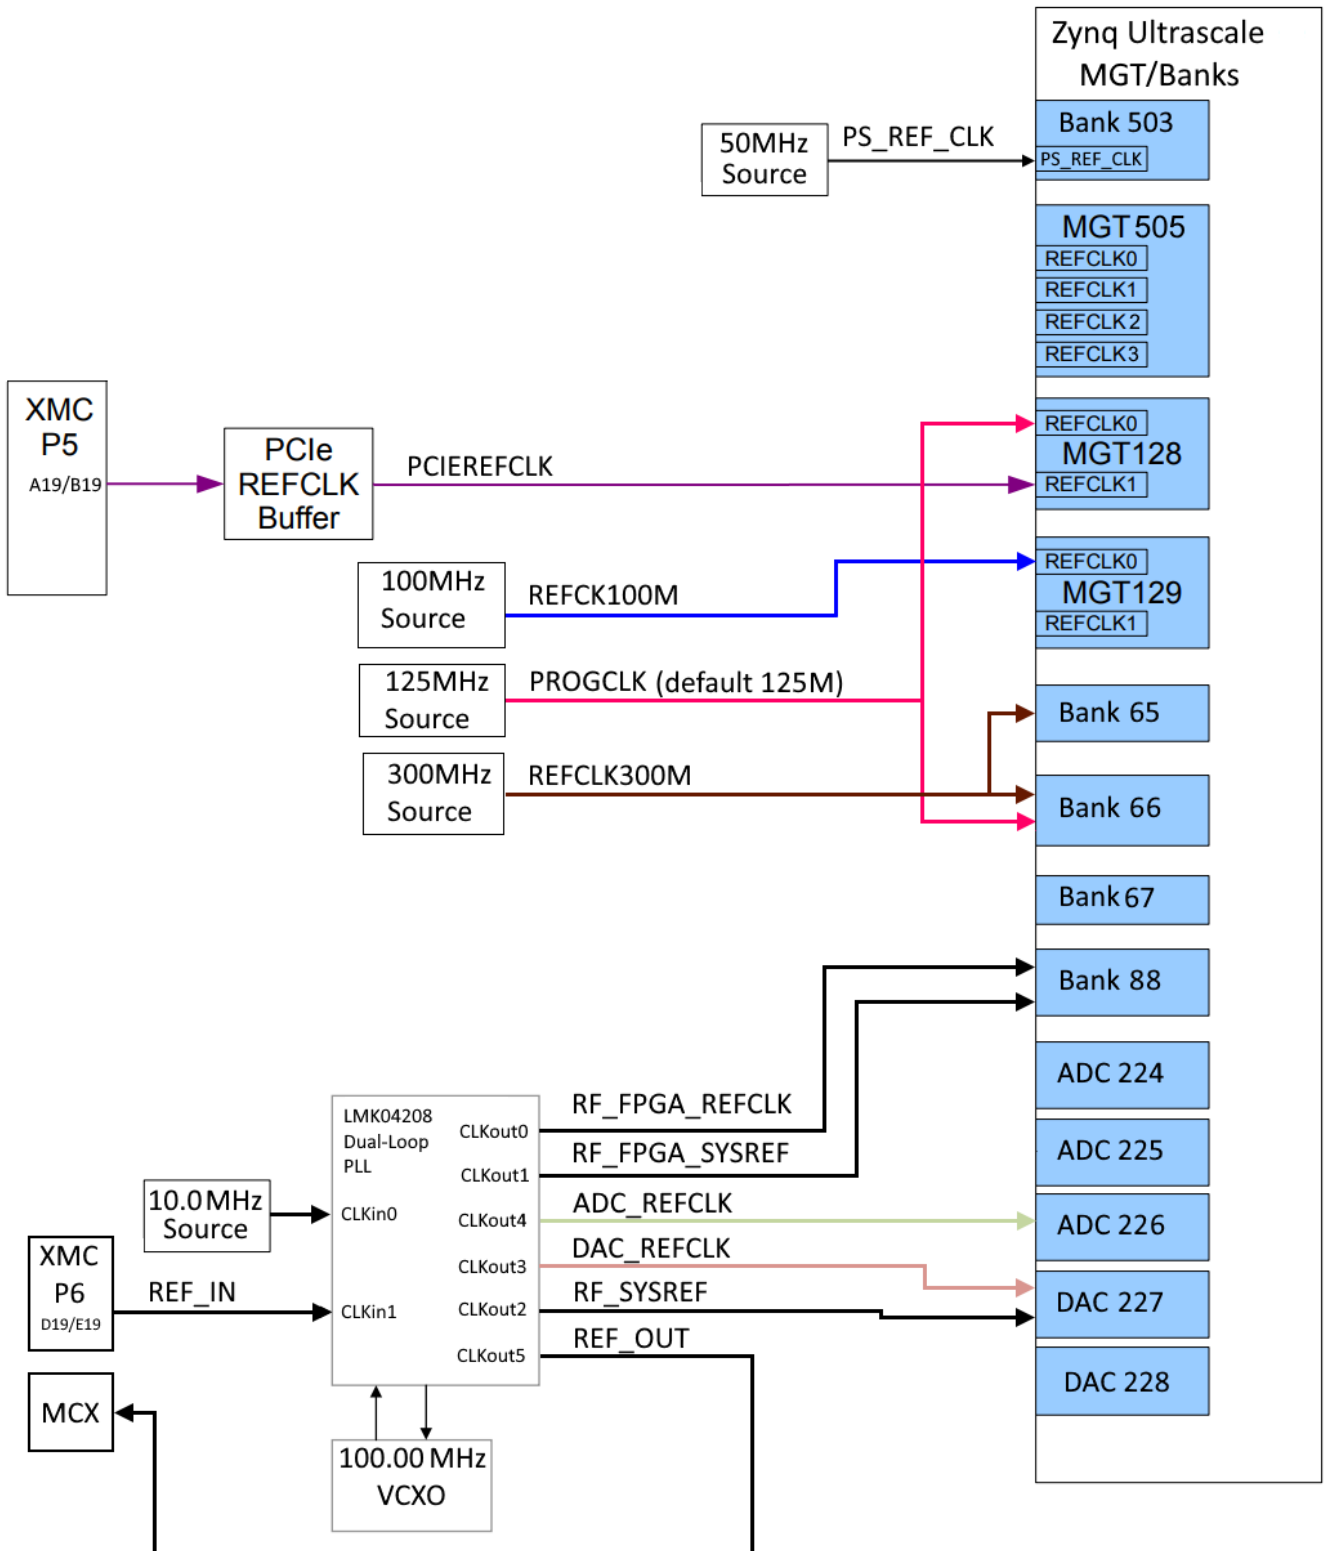 Zynq Ultrascale
MGT/Banks
Bank 503
PS_REF_CLK
50MHz
Source
PS_REF_CLK
MGT 505
REFCLK0
REFCLK1
REFCLK2
REFCLK3
XMC
P5
A19/B19
PCIe
REFCLK
Buffer
PCIEREFCLK
REFCLK0
MGT128
REFCLK1
100MHz
Source
REFCK100M
REFCLK0
MGT129
REFCLK1
125MHz
Source
PROGCLK (default 125M)
Bank 65
300MHz
Source
REFCLK300M
Bank 66
Bank 67
Bank 88
ADC 224
ADC 225
ADC 226
DAC 227
DAC 228
LMK04208
Dual-Loop
PLL
CLKout0
CLKout1
CLKout4
CLKout3
CLKout2
CLKout5
CLKin0
CLKin1
RF_FPGA_REFCLK
RF_FPGA_SYSREF
ADC_REFCLK
DAC_REFCLK
RF_SYSREF
REF_OUT
10.0 MHz
Source
XMC
P6
D19/E19
REF_IN
MCX
100.00 MHz
VCXO